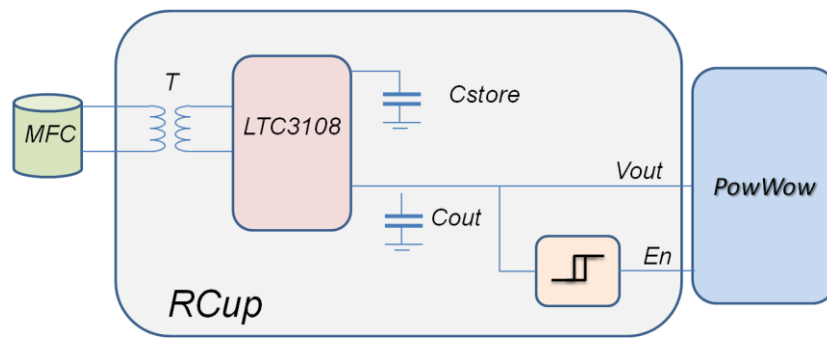 T
MFC
LTC3108
Cstore
Cout
Vout
PowWow
En
RCup